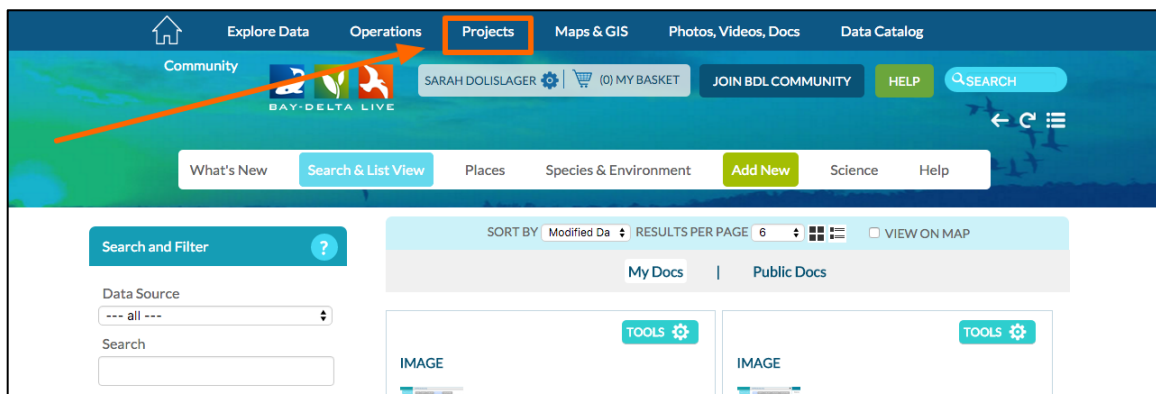 Explore Data Operations Projects Maps & GIS Photos, Videos, Docs Data Catalog
Community
BAY-DELTA LIVE
SARAH DOLISLAGER (0) MY BASKET JOIN BDL COMMUNITY HELP SEARCH
What's New Search & List View Places Species & Environment Add New Science Help
Search and Filter ?
SORT BY Modified Da RESULTS PER PAGE 6 VIEW ON MAP
My Docs | Public Docs
Data Source
--- all ---
Search
TOOLS TOOLS
IMAGE IMAGE